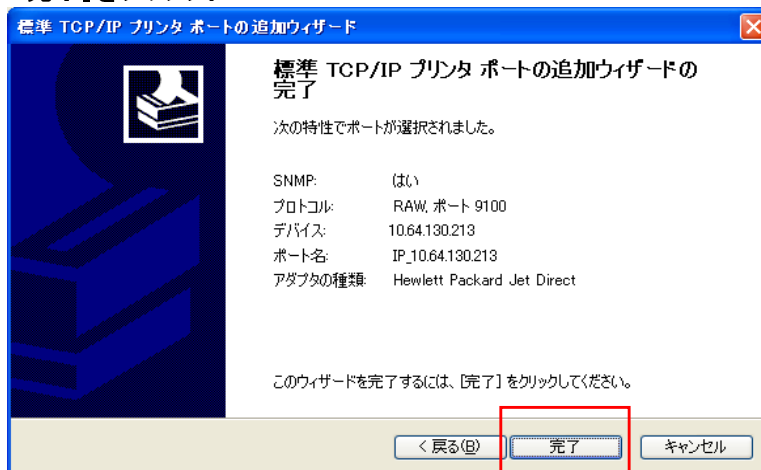 標準 TCP/IP プリンタ ポートの追加ウィザード
標準 TCP/IP プリンタ ポートの追加ウィザードの
完了
次の特性でポートが選択されました。
SNMP: はい
プロトコル: RAW, ポート 9100
デバイス: 10.64.130.213
ポート名: IP_10.64.130.213
アダプタの種類: Hewlett Packard Jet Direct
このウィザードを完了するには、[完了] をクリックしてください。
< 戻る(B) 完了 キャンセル